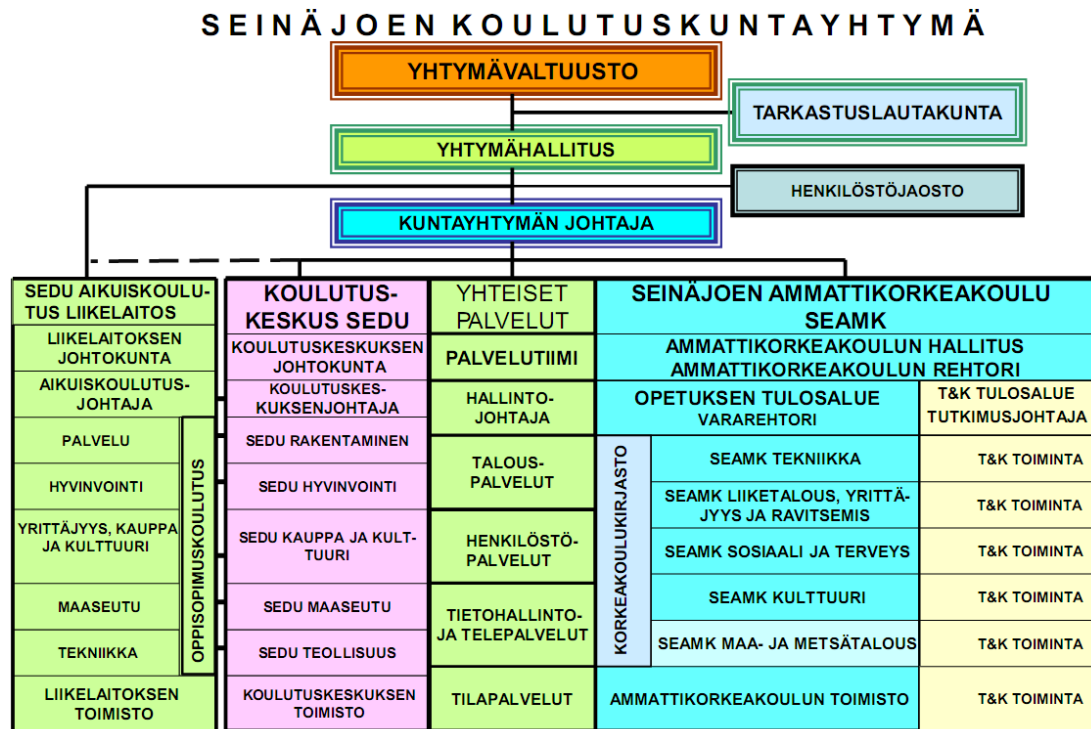 SEINÄJOEN KOULUTUSKUNTAYHTYMÄ
YHTYMÄVALTUUSTO
TARKASTUSLAUTAKUNTA
YHTYMÄHALLITUS
HENKILÖSTÖJAOSTO
KUNTAYHTYMÄN JOHTAJA
SEDU AIKUISKOULU-
TUS LIIKELAITOS
LIIKELAITOKSEN
JOHTOKUNTA
AIKUISKOULUTUS-
JOHTAJA
PALVELU
HYVINVOINTI
YRITTÄJYYS, KAUPPA
JA KULTTUURI
MAASEUTU
TEKNIIKKA
OPPISOPIMUSKOULUTUS
LIIKELAITOKSEN
TOIMISTO
KOULUTUS-
KESKUS SEDU
KOULUTUSKESKUKSEN
JOHTOKUNTA
KOULUTUSKES-
KUKSENJOHTAJA
SEDU RAKENTAMINEN
SEDU HYVINVOINTI
SEDU KAUPPA JA KULT-
TUURI
SEDU MAASEUTU
SEDU TEOLLISUUS
KOULUTUSKESKUKSEN
TOIMISTO
YHTEISET
PALVELUT
PALVELUTIIMI
HALLINTO-
JOHTAJA
TALOUS-
PALVELUT
HENKILÖSTÖ-
PALVELUT
TIETOHALLINTO-
JA TELEPALVELUT
TILAPALVELUT
SEINÄJOEN AMMATTIKORKEAKOULU
SEAMK
AMMATTIKORKEAKOULUN HALLITUS
AMMATTIKORKEAKOULUN REHTORI
OPETUKSEN TULOSALUE
VARAREHTORI
KORKEAKOULUKIRJASTO
SEAMK TEKNIIKKA
SEAMK LIIKETALOUS, YRITTÄ-
JYYS JA RAVITSEMIS
SEAMK SOSIAALI JA TERVEYS
SEAMK KULTTUURI
SEAMK MAA- JA METSÄTALOUS
AMMATTIKORKEAKOULUN TOIMISTO
T&K TULOSALUE
TUTKIMUSJOHTAJA
T&K TOIMINTA
T&K TOIMINTA
T&K TOIMINTA
T&K TOIMINTA
T&K TOIMINTA
T&K TOIMINTA